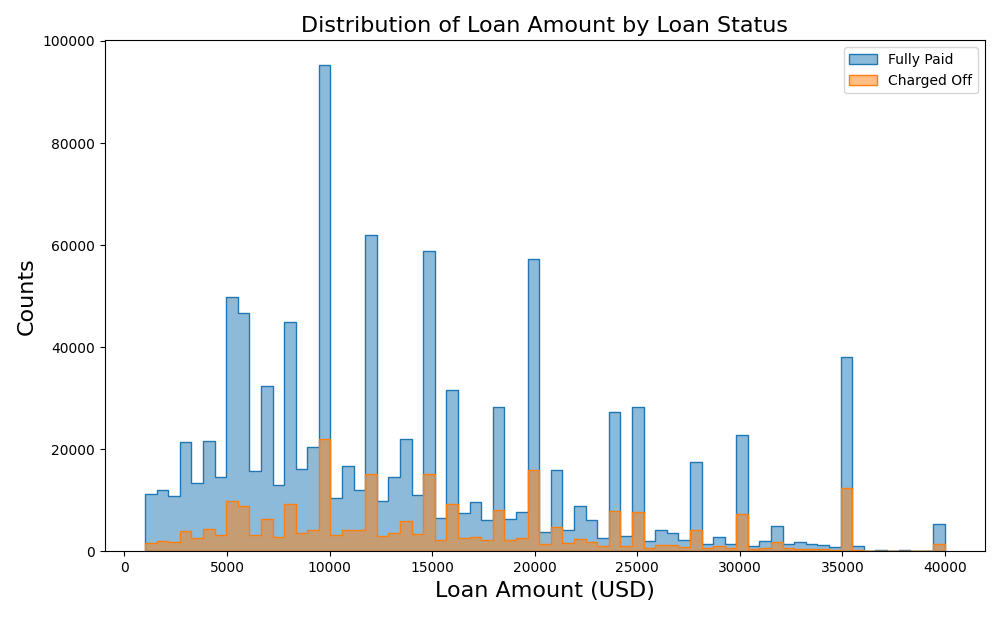 Distribution of Loan Amount by Loan Status
Fully Paid
Charged Off
100000
80000
60000
40000
20000
0
Counts
0 5000 10000 15000 20000 25000 30000 35000 40000
Loan Amount (USD)